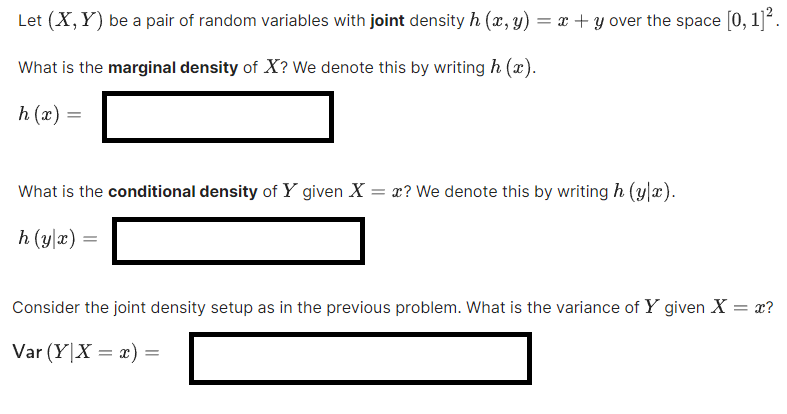 Let (X, Y) be a pair of random variables with joint density h (x, y) = x + y over the space [0, 1]².
What is the marginal density of X? We denote this by writing h (x).
h (x) =
What is the conditional density of Y given X = x? We denote this by writing h (y|x).
h (y|x) =
Consider the joint density setup as in the previous problem. What is the variance of Y given X = x?
Var (Y|X = x) =